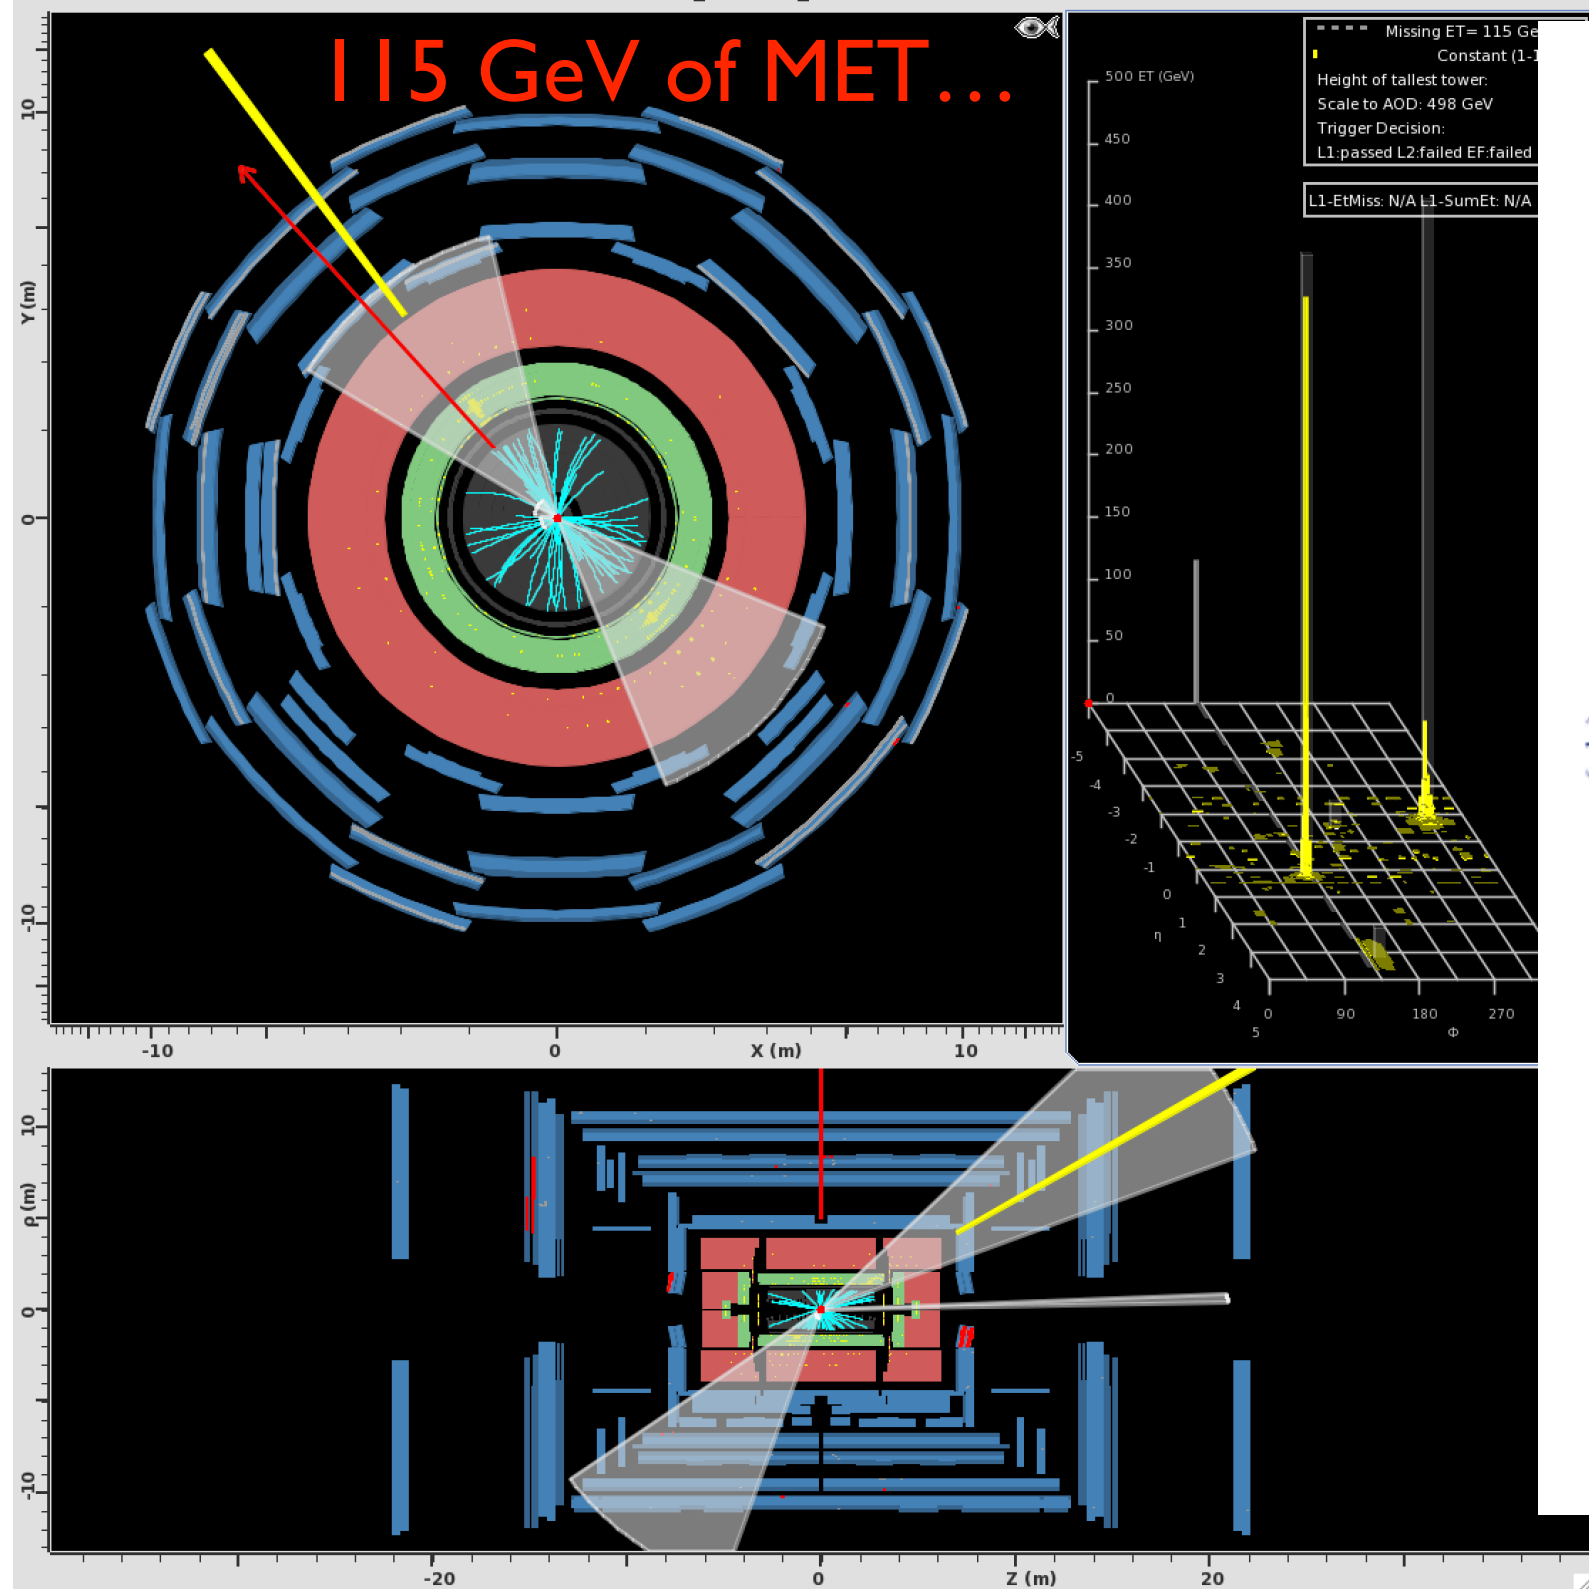 115 GeV of MET...
10
Y (m)
0
-10
-10
0
X (m)
10
500 ET (GeV)
450
400
350
300
250
200
150
100
50
0
Missing ET= 115 Ge
Constant (1-1
Height of tallest tower:
Scale to AOD: 498 GeV
Trigger Decision:
L1:passed L2:failed EF:failed
L1-EtMiss: N/A L1-SumEt: N/A
-5
-4
-3
-2
-1
0
1
η
2
3
4
5
0
90
180
270
Φ
10
ρ (m)
0
-10
-20
0
Z (m)
20